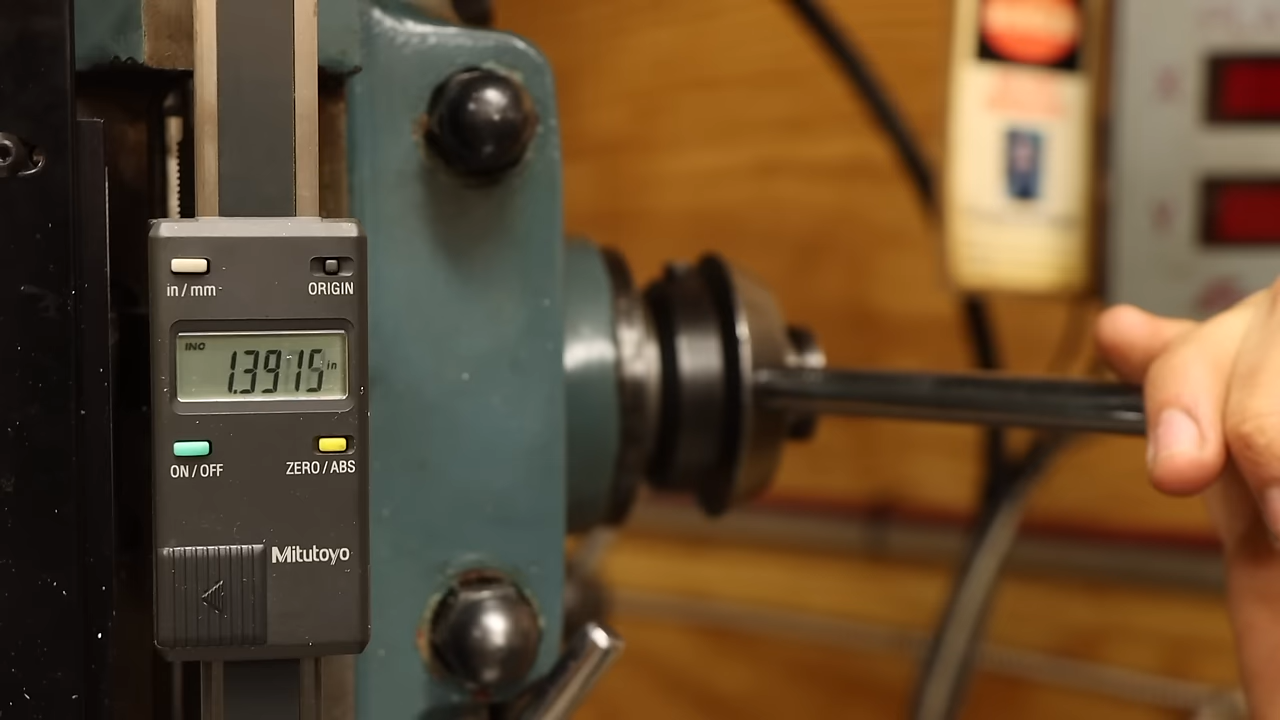 in/mm
ORIGIN
INC
1.3915 in
ON/OFF
ZERO/ABS
Mitutoyo